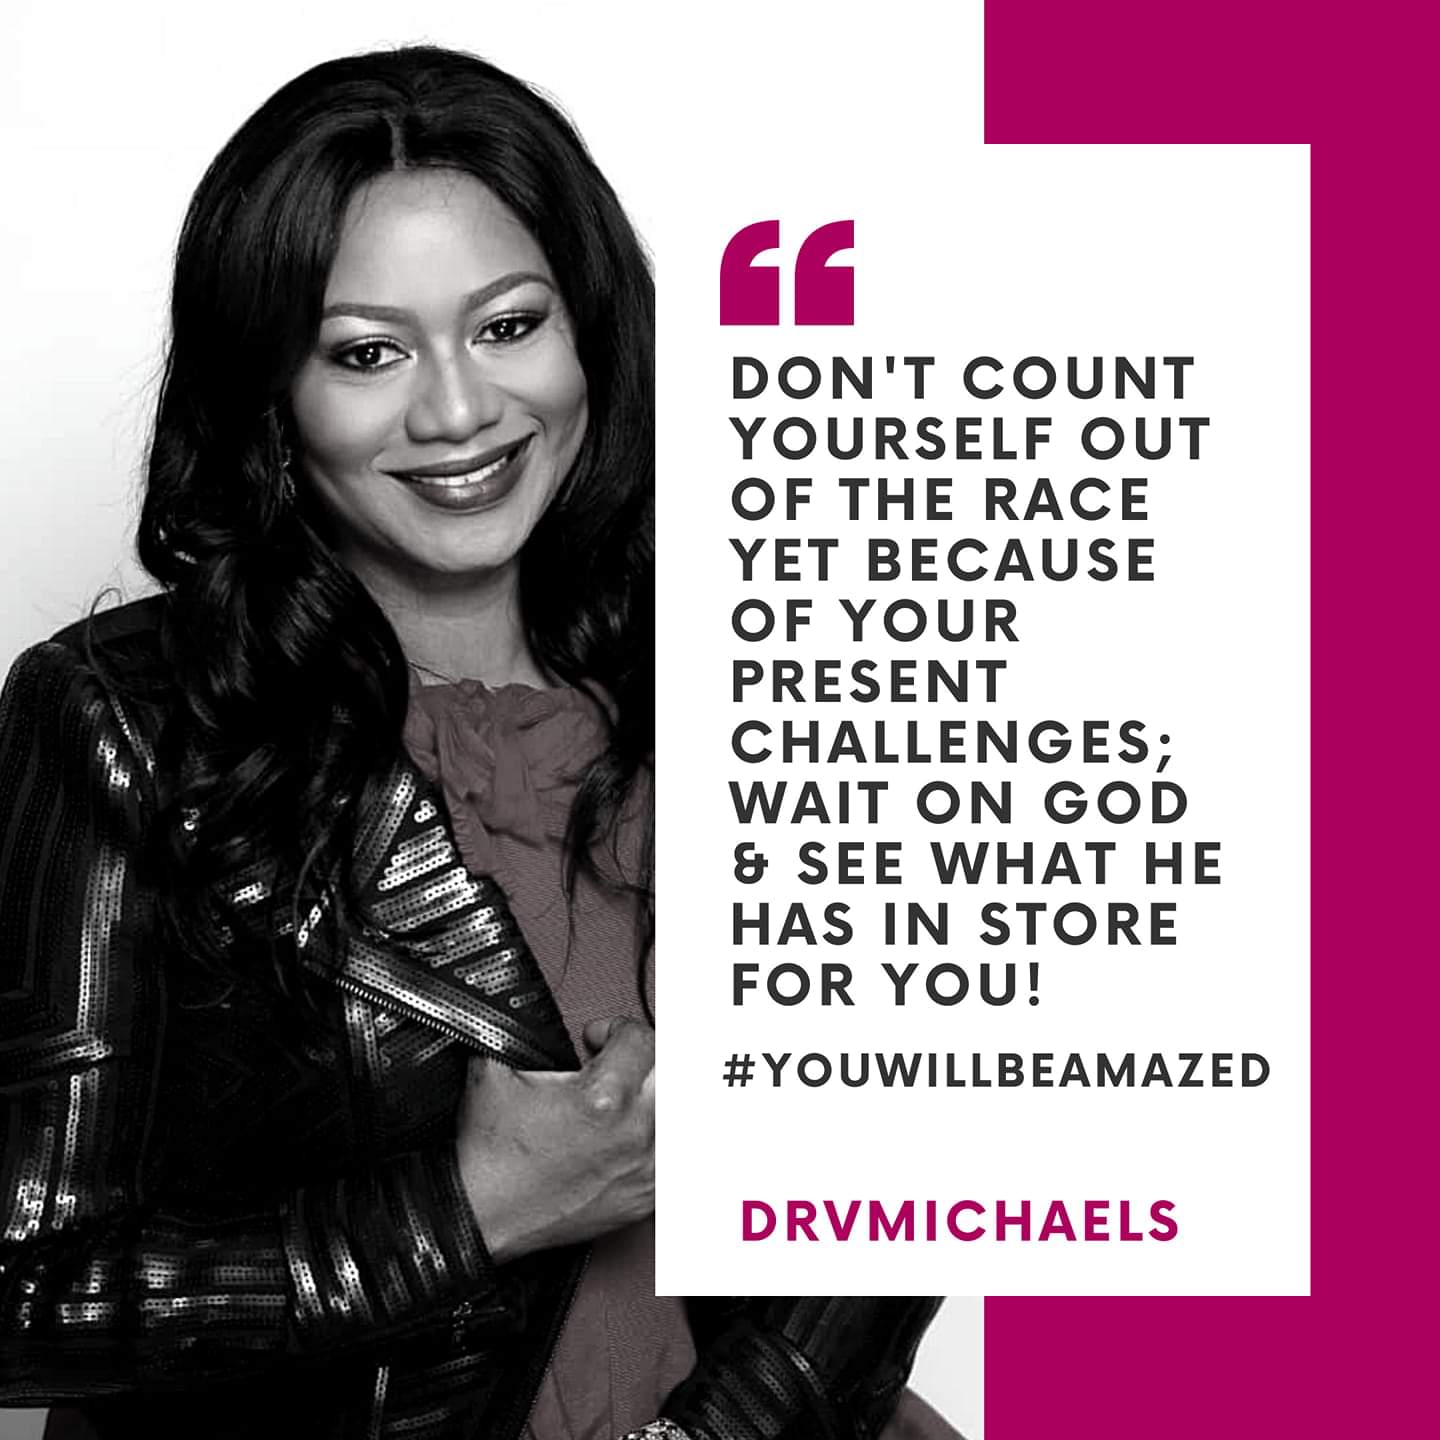 “
DON'T COUNT
YOURSELF OUT
OF THE RACE
YET BECAUSE
OF YOUR
PRESENT
CHALLENGES;
WAIT ON GOD
& SEE WHAT HE
HAS IN STORE
FOR YOU!
#YOUWILLBEAMAZED
DRVMICHAELS